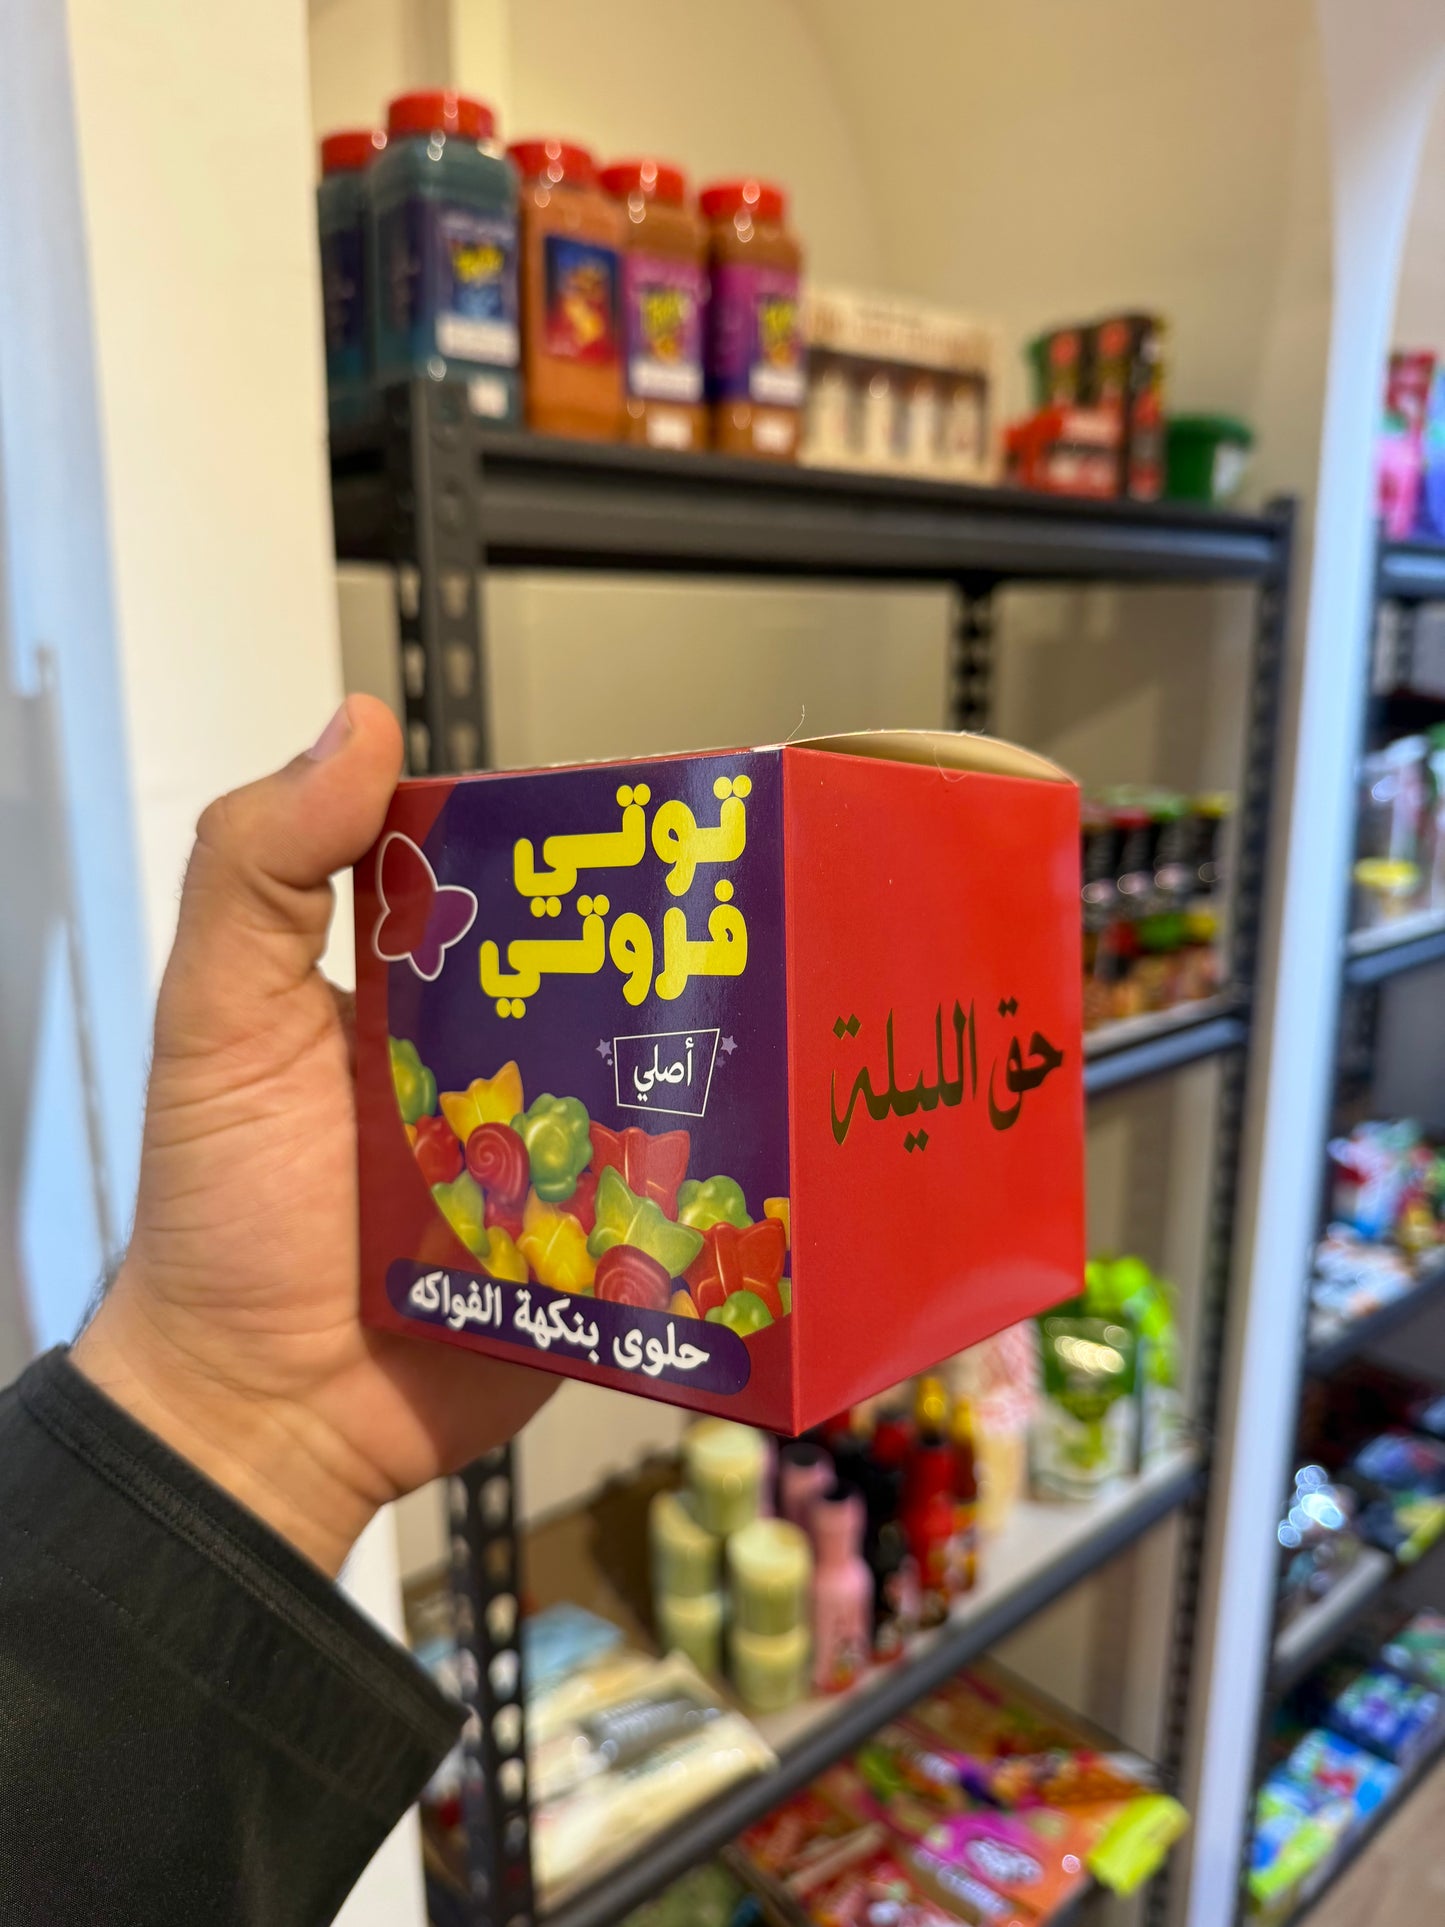 توتي
فروتي
أصلي
حلوى بنكهة الفواكه
حق الليلة